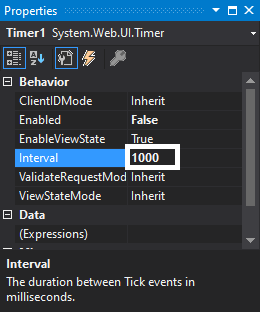 Properties
Timer1 System.Web.UI.Timer
Behavior
ClientIDMode Inherit
Enabled False
EnableViewState True
Interval 1000
ValidateRequestMod Inherit
ViewStateMode Inherit
Data
(Expressions)
Interval
The duration between Tick events in
milliseconds.